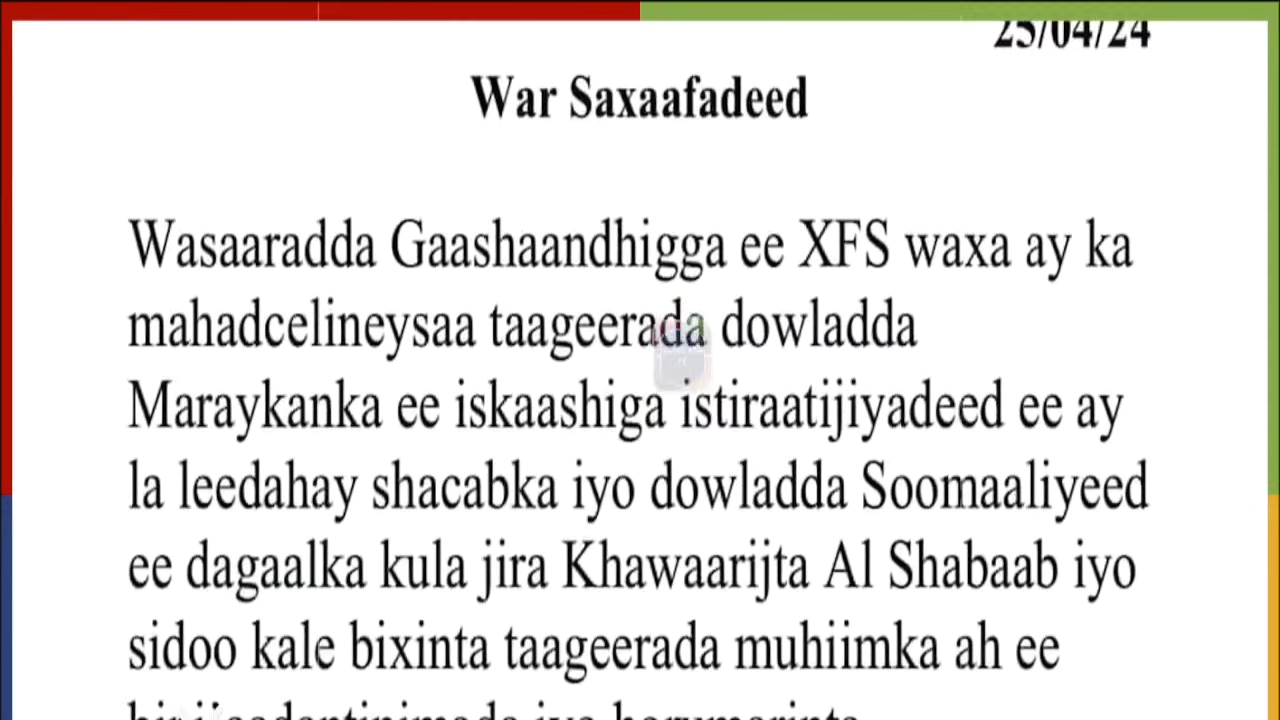 25/04/24
War Saxaafadeed
Wasaaradda Gaashaandhigga ee XFS waxa ay ka
mahadcelineysaa taageerada dowladda
Maraykanka ee iskaashiga istiraatijiyadeed ee ay
la leedahay shacabka iyo dowladda Soomaaliyeed
ee dagaalka kula jira Khawaarijta Al Shabaab iyo
sidoo kale bixinta taageerada muhiimka ah ee
iyo horumarinta